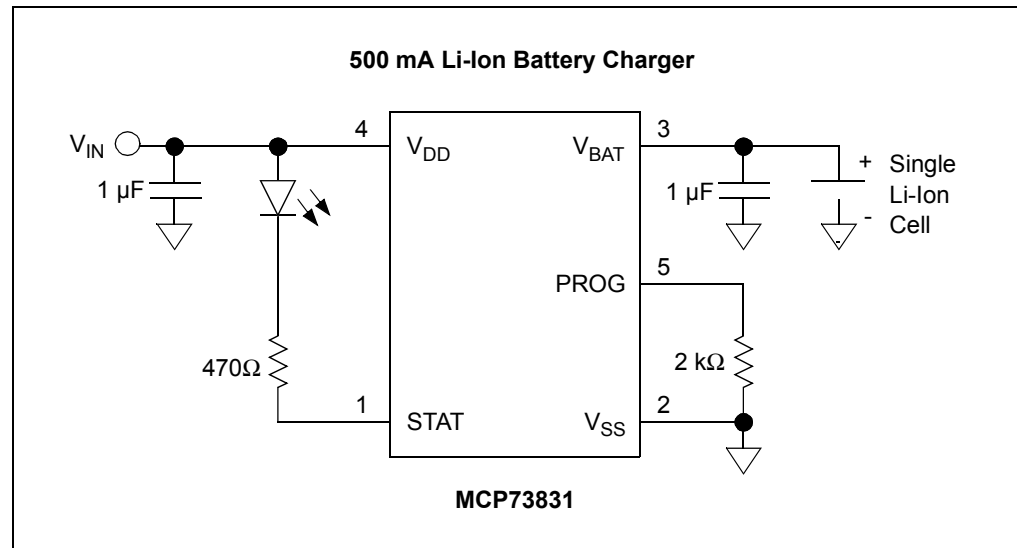 500 mA Li-Ion Battery Charger
VIN
4
VDD
VBAT
3
1 µF
1 µF
+ Single
Li-Ion
- Cell
-
5
PROG
470Ω
2 kΩ
1
STAT
VSS
2
MCP73831